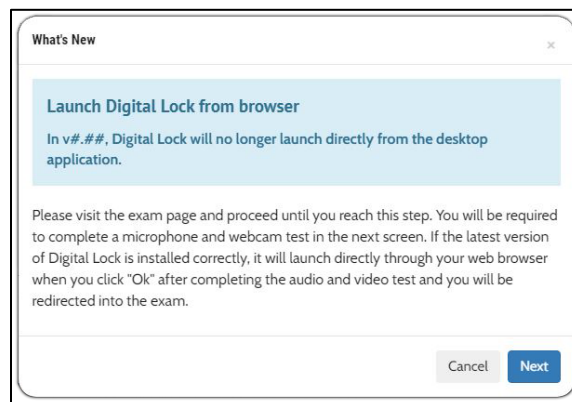 What's New
×
Launch Digital Lock from browser
In v#.##, Digital Lock will no longer launch directly from the desktop
application.
Please visit the exam page and proceed until you reach this step. You will be required
to complete a microphone and webcam test in the next screen. If the latest version
of Digital Lock is installed correctly, it will launch directly through your web browser
when you click "Ok" after completing the audio and video test and you will be
redirected into the exam.
Cancel Next